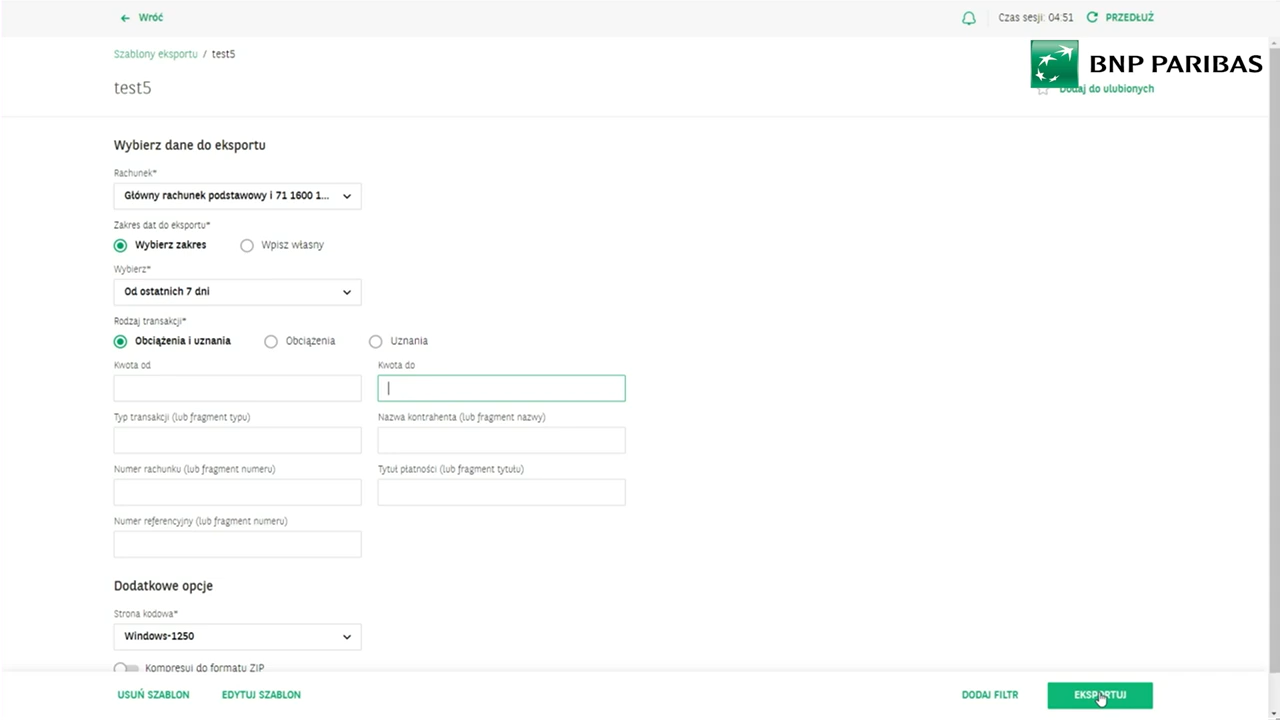 Wróć
Czas sesji: 04:51 PRZEDŁUŻ
Szablony eksportu / test5
BNP PARIBAS
test5
Dodaj do ulubionych
Wybierz dane do eksportu
Rachunek*
Główny rachunek podstawowy i 71 1600 1...
Zakres dat do eksportu*
Wybierz zakres Wpisz własny
Wybierz*
Od ostatnich 7 dni
Rodzaj transakcji*
Obciążenia i uznania Obciążenia Uznania
Kwota od Kwota do
Typ transakcji (lub fragment typu) Nazwa kontrahenta (lub fragment nazwy)
Numer rachunku (lub fragment numeru) Tytuł płatności (lub fragment tytułu)
Numer referencyjny (lub fragment numeru)
Dodatkowe opcje
Strona kodowa*
Windows-1250
Kompresuj do formatu ZIP
USUŃ SZABLON EDYTUJ SZABLON DODAJ FILTR EKSPORTUJ